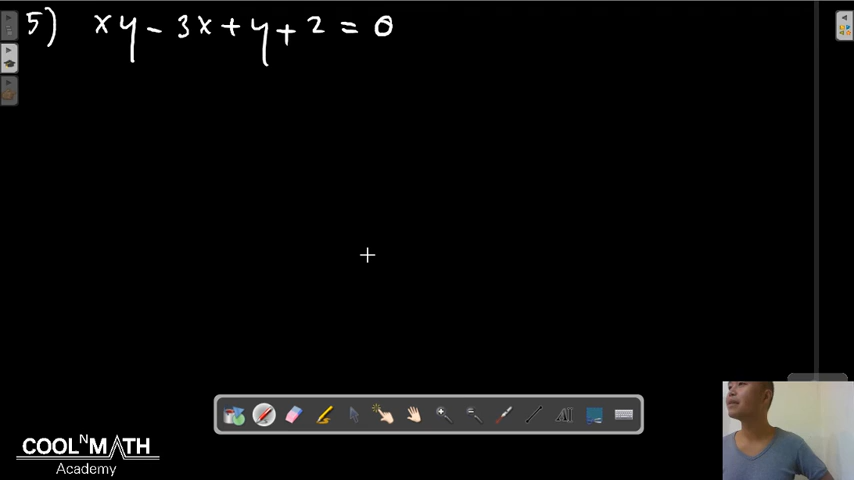 5) xy - 3x + y + 2 = 0
COOL N MATH
Academy